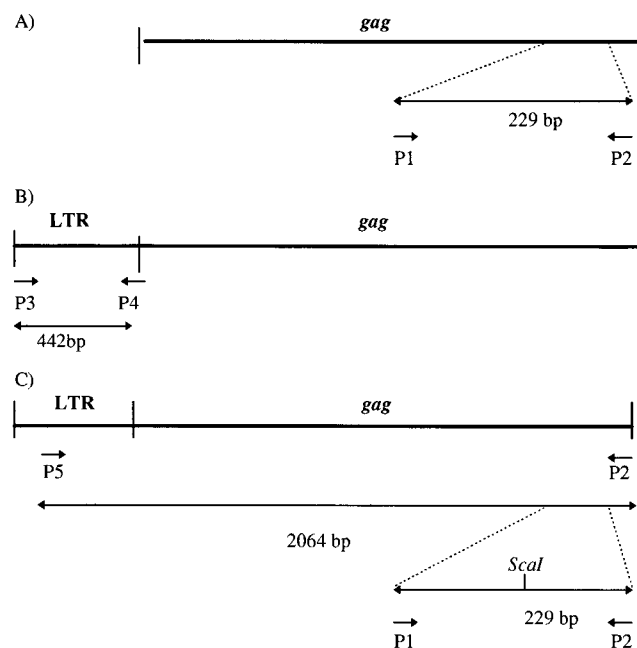 A)
gag
229 bp
P1 P2
B)
LTR gag
P3 P4
442bp
C)
LTR gag
P5 P2
2064 bp
ScaI
229 bp
P1 P2